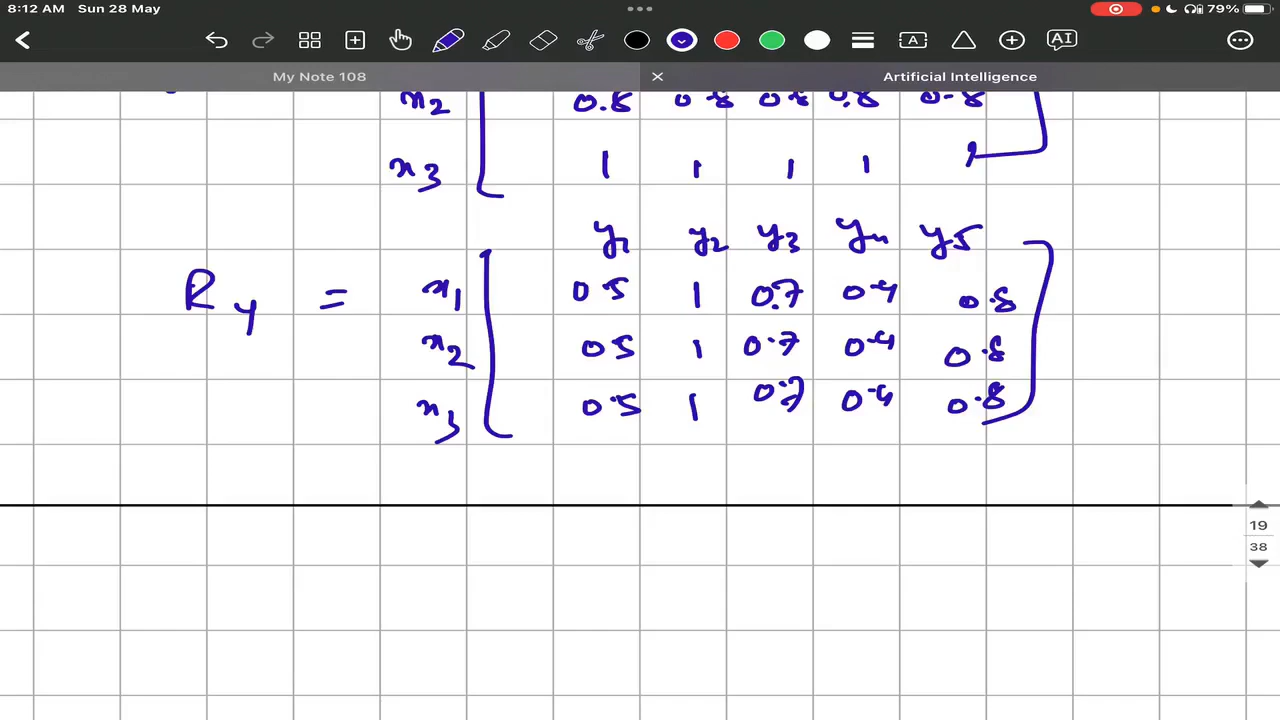 8:12 AM Sun 28 May
79%
A
AI
My Note 108
Artificial Intelligence
x2 0.8 0.8 0.8 0.8 0.8
x3 1 1 1 1
y1 y2 y3 y4 y5
Ry = x1 0.5 1 0.7 0.4 0.8
x2 0.5 1 0.7 0.4 0.8
x3 0.5 1 0.7 0.4 0.8
19
38